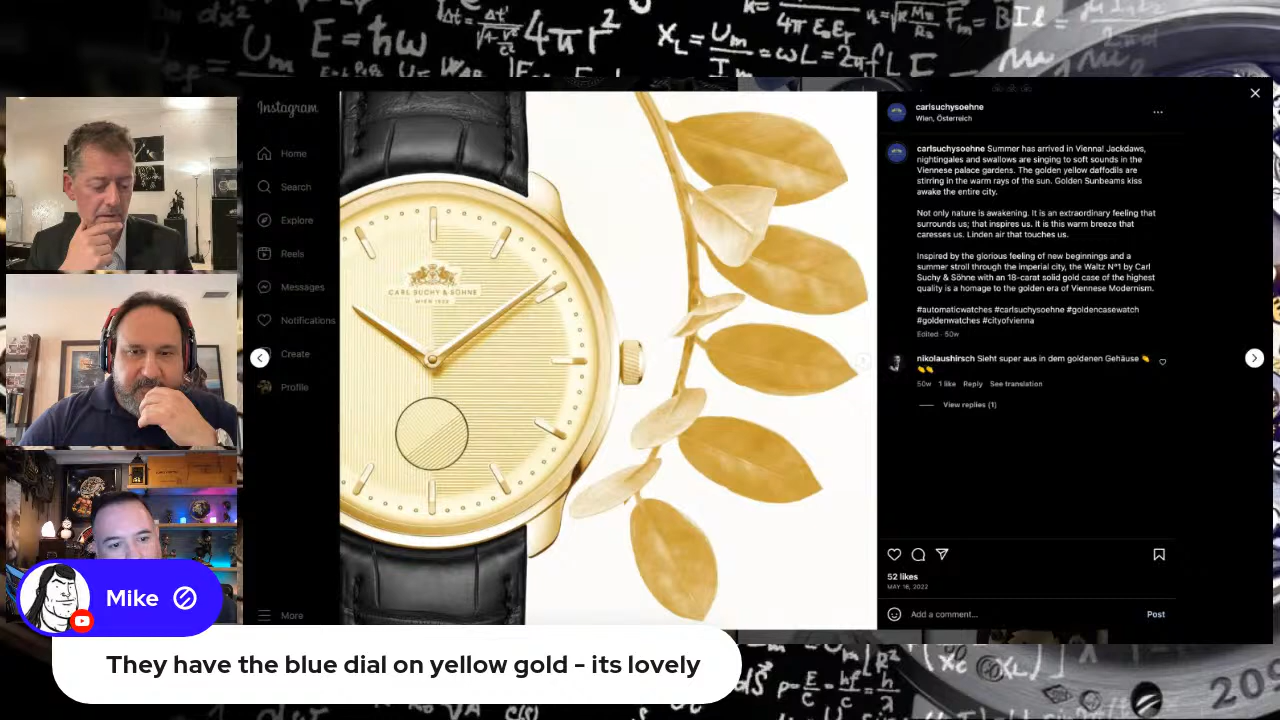 E=ħω
4πr²
Instagram
Home
Search
Explore
Reels
Messages
Notifications
Create
Profile
More
CARL SUCHY & SÖHNE
WIEN 1822
carlsuchysoehne
Wien, Österreich
carlsuchysoehne Summer has arrived in Vienna! Jackdaws,
nightingales and swallows are singing to soft sounds in the
Viennese palace gardens. The golden yellow daffodils are
stirring in the warm rays of the sun. Golden Sunbeams kiss
awake the entire city.
Not only nature is awakening. It is an extraordinary feeling that
surrounds us; that inspires us. It is this warm breeze that
caresses us. Linden air that touches us.
Inspired by the glorious feeling of new beginnings and a
summer stroll through the imperial city, the Waltz N°1 by Carl
Suchy & Söhne with an 18-carat solid gold case of the highest
quality is a homage to the golden era of Viennese Modernism.
#automaticwatches #carlsuchysoehne #goldencasewatch
#goldenwatches #cityofvienna
Edited · 50w
nikolaushirsch Sieht super aus in dem goldenen Gehäuse 👏
👏👏
50w 1 like Reply See translation
View replies (1)
52 likes
MAY 16, 2022
Add a comment... Post
Mike
They have the blue dial on yellow gold - its lovely